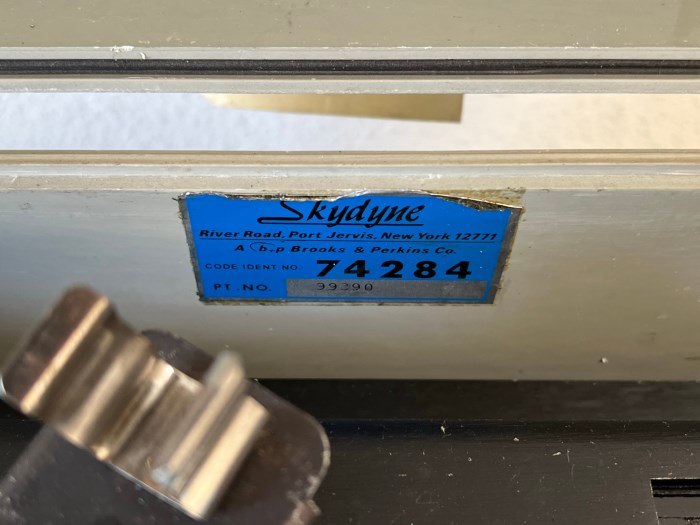 Skydyne
River Road, Port Jervis, New York 12771
A b.p Brooks & Perkins Co.
CODE IDENT NO. 74284
PT. NO. 99390